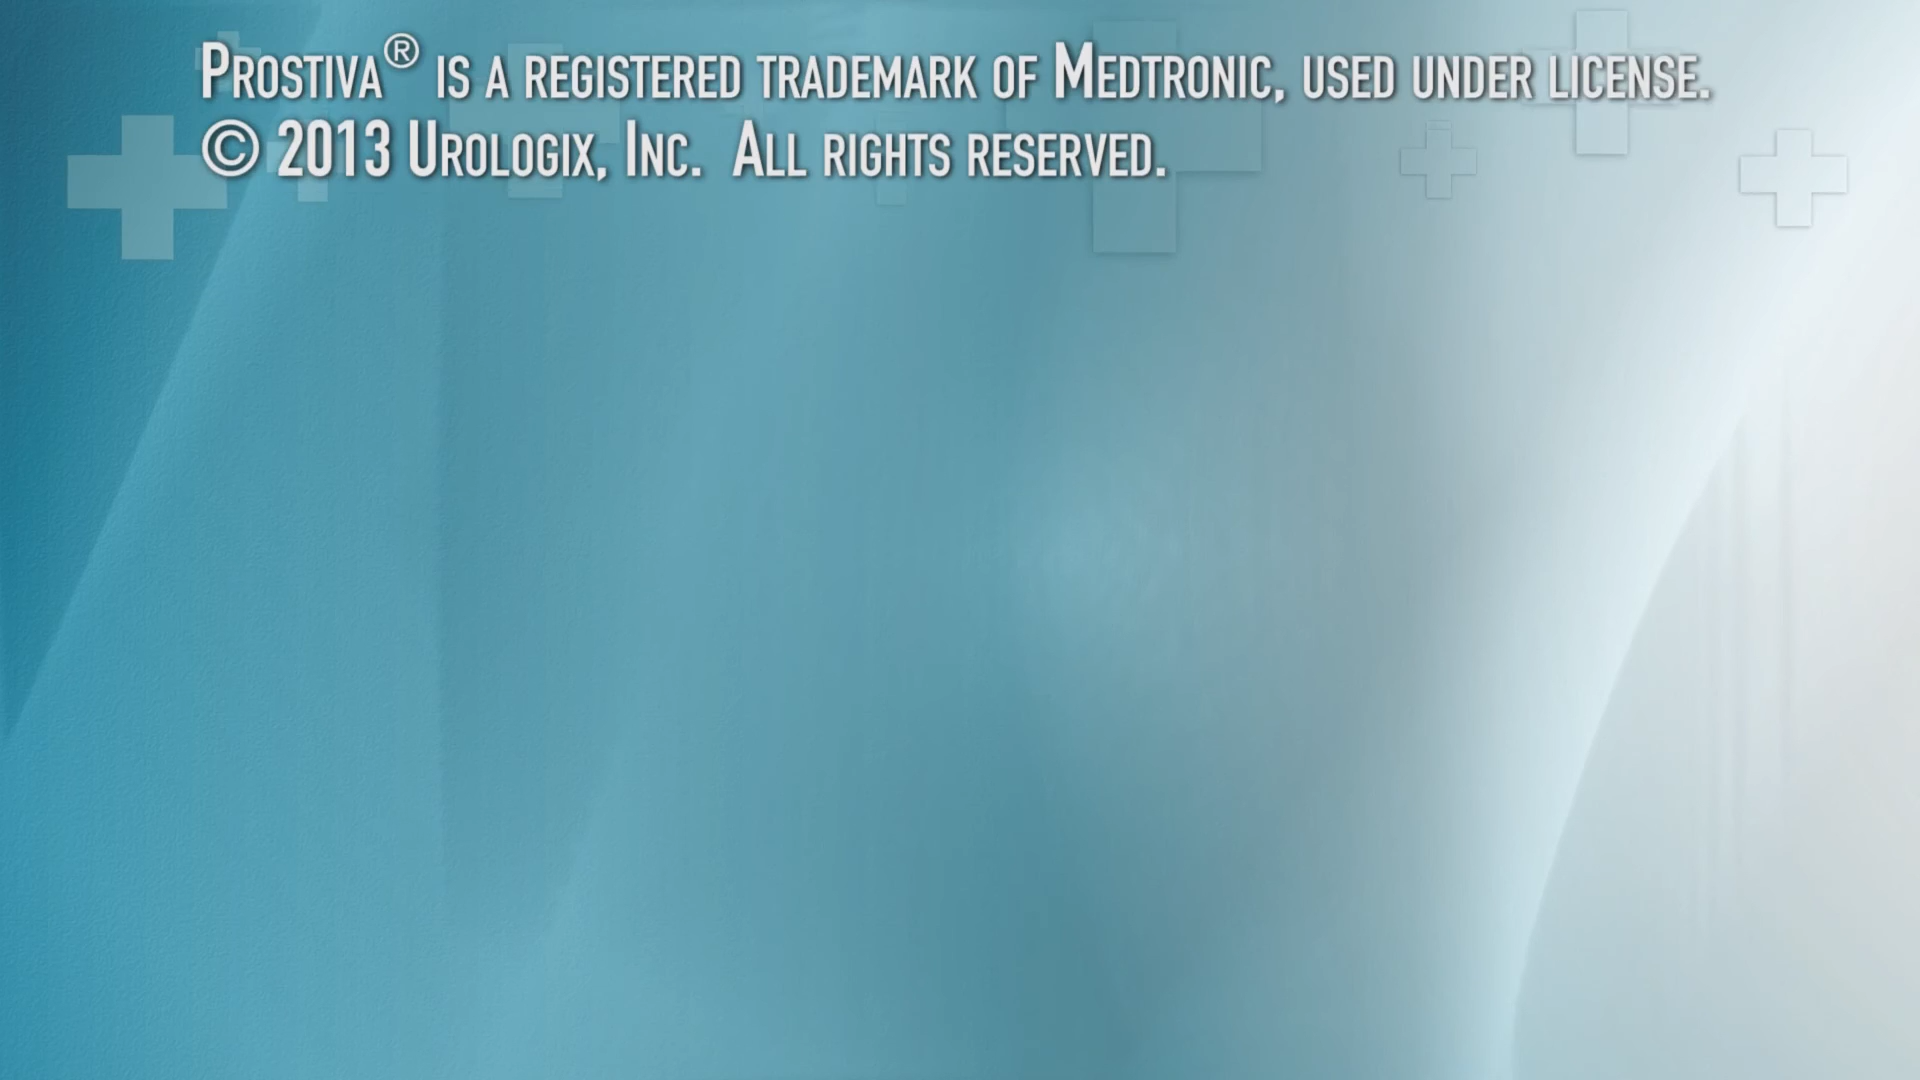 Prostiva® is a registered trademark of Medtronic, used under license.
© 2013 Urologix, Inc. All rights reserved.